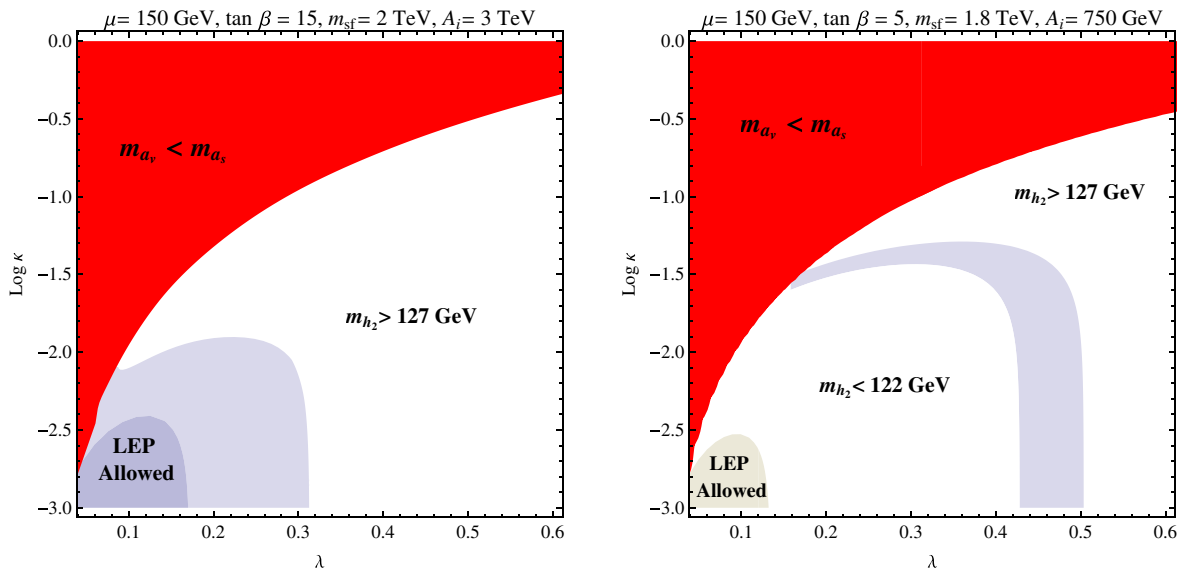 μ= 150 GeV, tan β = 15, m_sf = 2 TeV, A_i= 3 TeV
0.0
−0.5
−1.0
−1.5
−2.0
−2.5
−3.0
Log κ
m_{a_v} < m_{a_s}
m_{h_2}> 127 GeV
LEP
Allowed
0.1 0.2 0.3 0.4 0.5 0.6
λ
μ= 150 GeV, tan β = 5, m_sf = 1.8 TeV, A_i= 750 GeV
0.0
−0.5
−1.0
−1.5
−2.0
−2.5
−3.0
Log κ
m_{a_v} < m_{a_s}
m_{h_2}> 127 GeV
m_{h_2}< 122 GeV
LEP
Allowed
0.1 0.2 0.3 0.4 0.5 0.6
λ